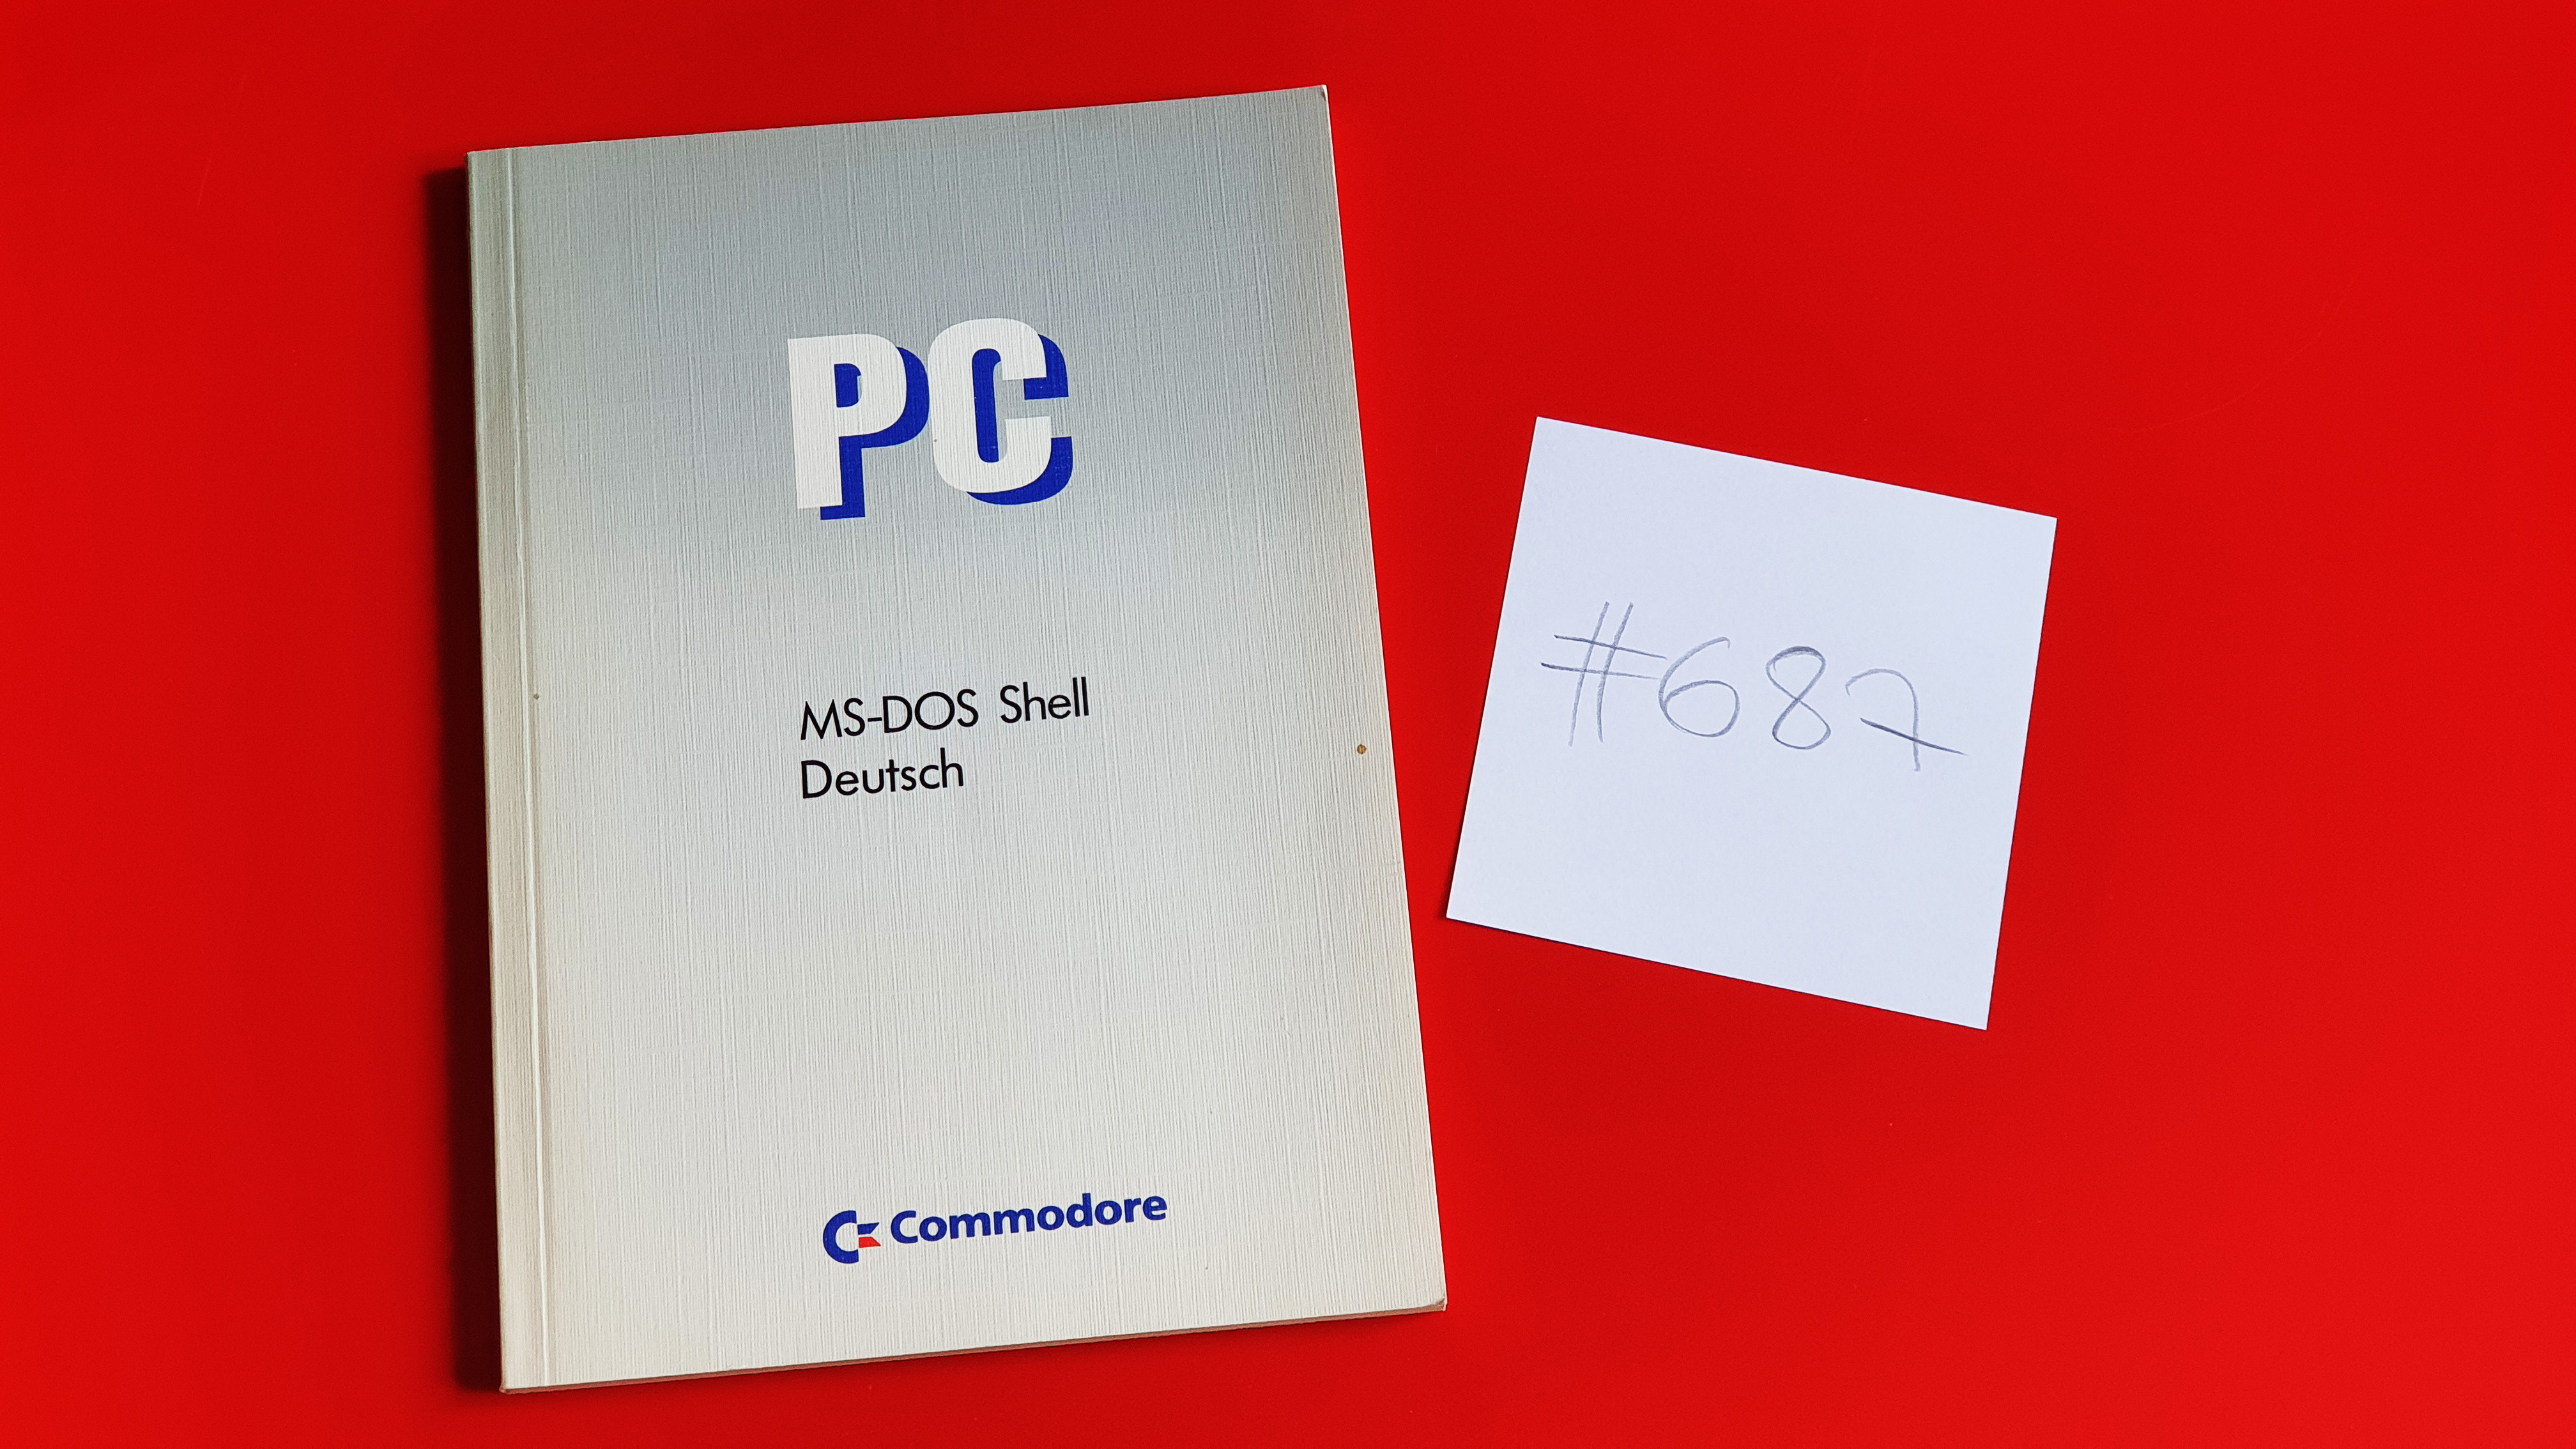 PC
MS-DOS Shell
Deutsch
Commodore
#687